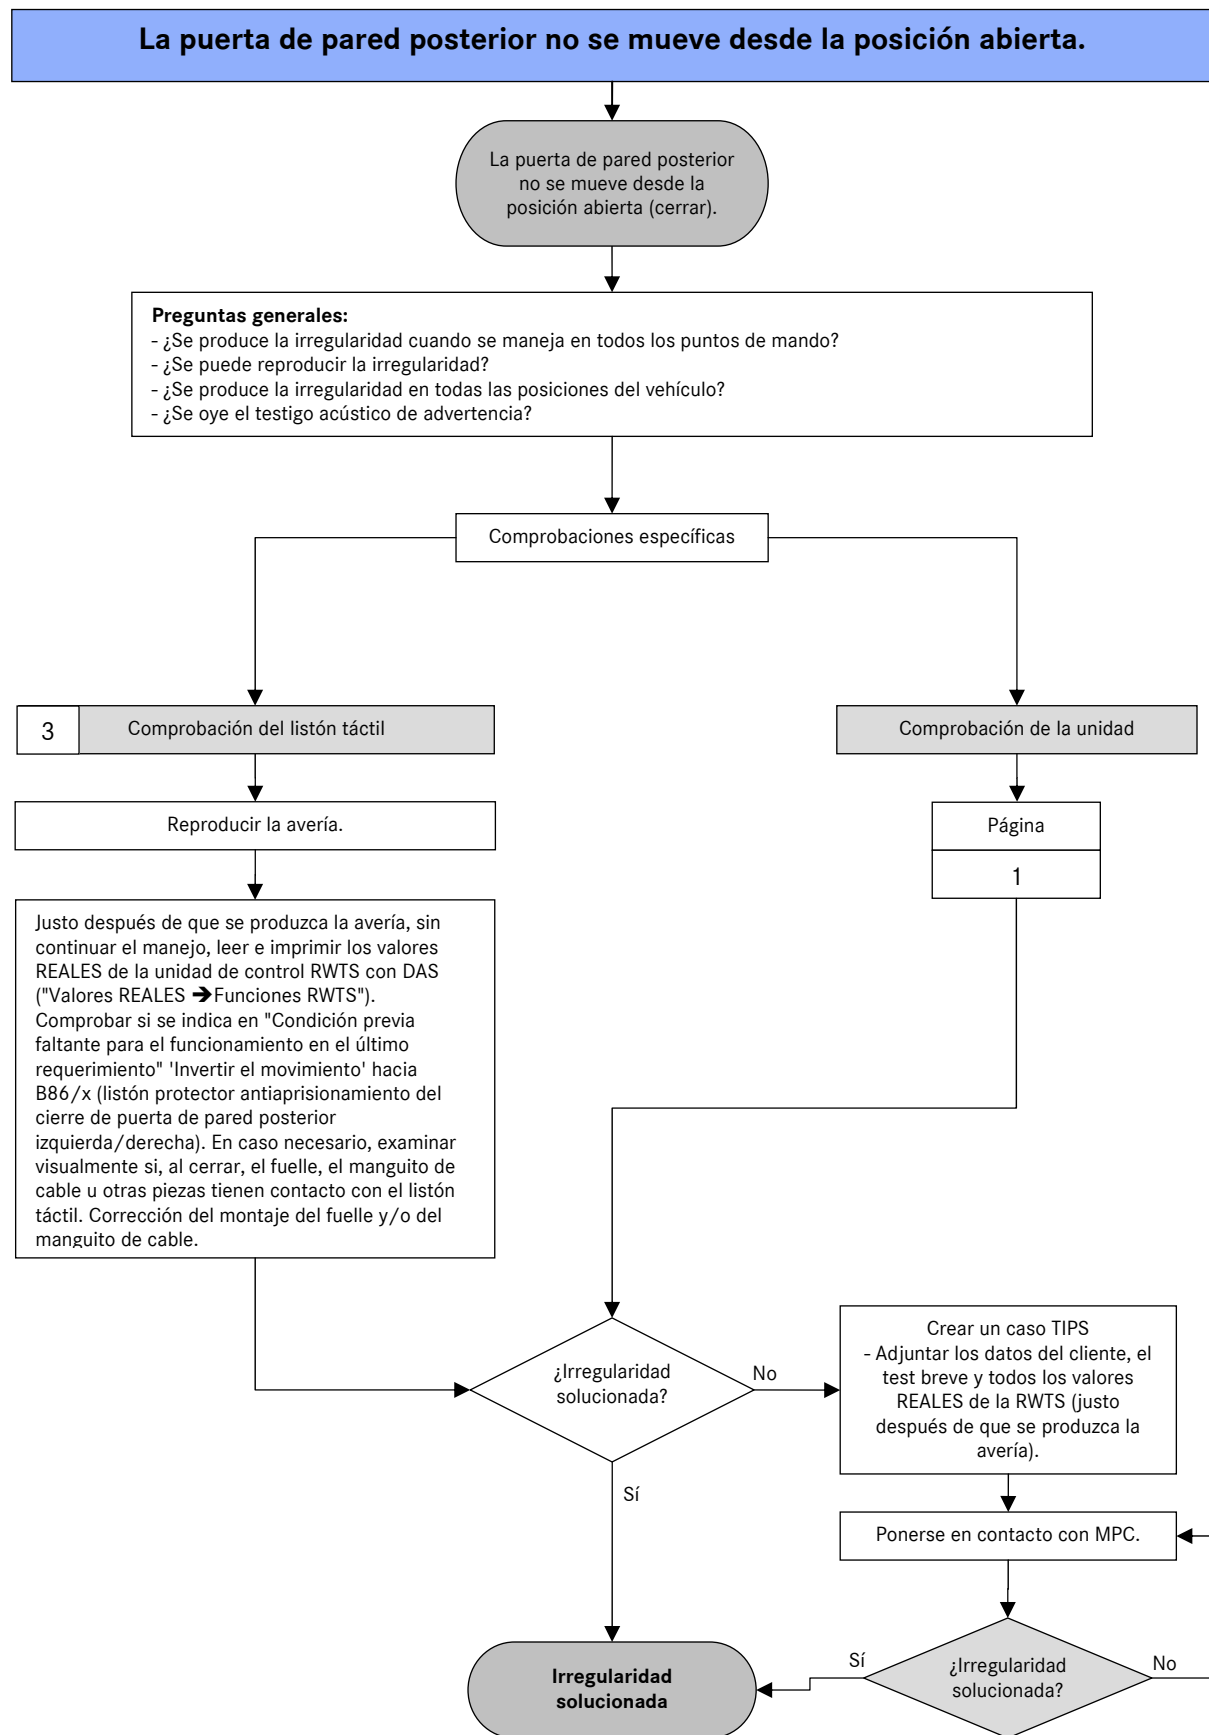 La puerta de pared posterior no se mueve desde la posición abierta.
La puerta de pared posterior
no se mueve desde la
posición abierta (cerrar).
Preguntas generales:
- ¿Se produce la irregularidad cuando se maneja en todos los puntos de mando?
- ¿Se puede reproducir la irregularidad?
- ¿Se produce la irregularidad en todas las posiciones del vehículo?
- ¿Se oye el testigo acústico de advertencia?
Comprobaciones específicas
3
Comprobación del listón táctil
Comprobación de la unidad
Reproducir la avería.
Página
1
Justo después de que se produzca la avería, sin
continuar el manejo, leer e imprimir los valores
REALES de la unidad de control RWTS con DAS
("Valores REALES ➔Funciones RWTS").
Comprobar si se indica en "Condición previa
faltante para el funcionamiento en el último
requerimiento" 'Invertir el movimiento' hacia
B86/x (listón protector antiaprisionamiento del
cierre de puerta de pared posterior
izquierda/derecha). En caso necesario, examinar
visualmente si, al cerrar, el fuelle, el manguito de
cable u otras piezas tienen contacto con el listón
táctil. Corrección del montaje del fuelle y/o del
manguito de cable.
¿Irregularidad
solucionada?
No
Crear un caso TIPS
- Adjuntar los datos del cliente, el
test breve y todos los valores
REALES de la RWTS (justo
después de que se produzca la
avería).
Sí
Ponerse en contacto con MPC.
Irregularidad
solucionada
Sí
¿Irregularidad
solucionada?
No